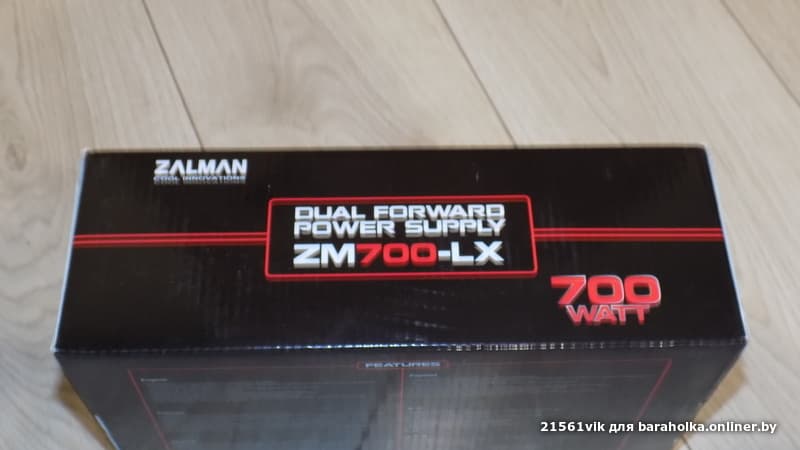 ZALMAN
COOL INNOVATIONS
DUAL FORWARD
POWER SUPPLY
ZM700-LX
700
WATT
FEATURES
21561vik для baraholka.onliner.by